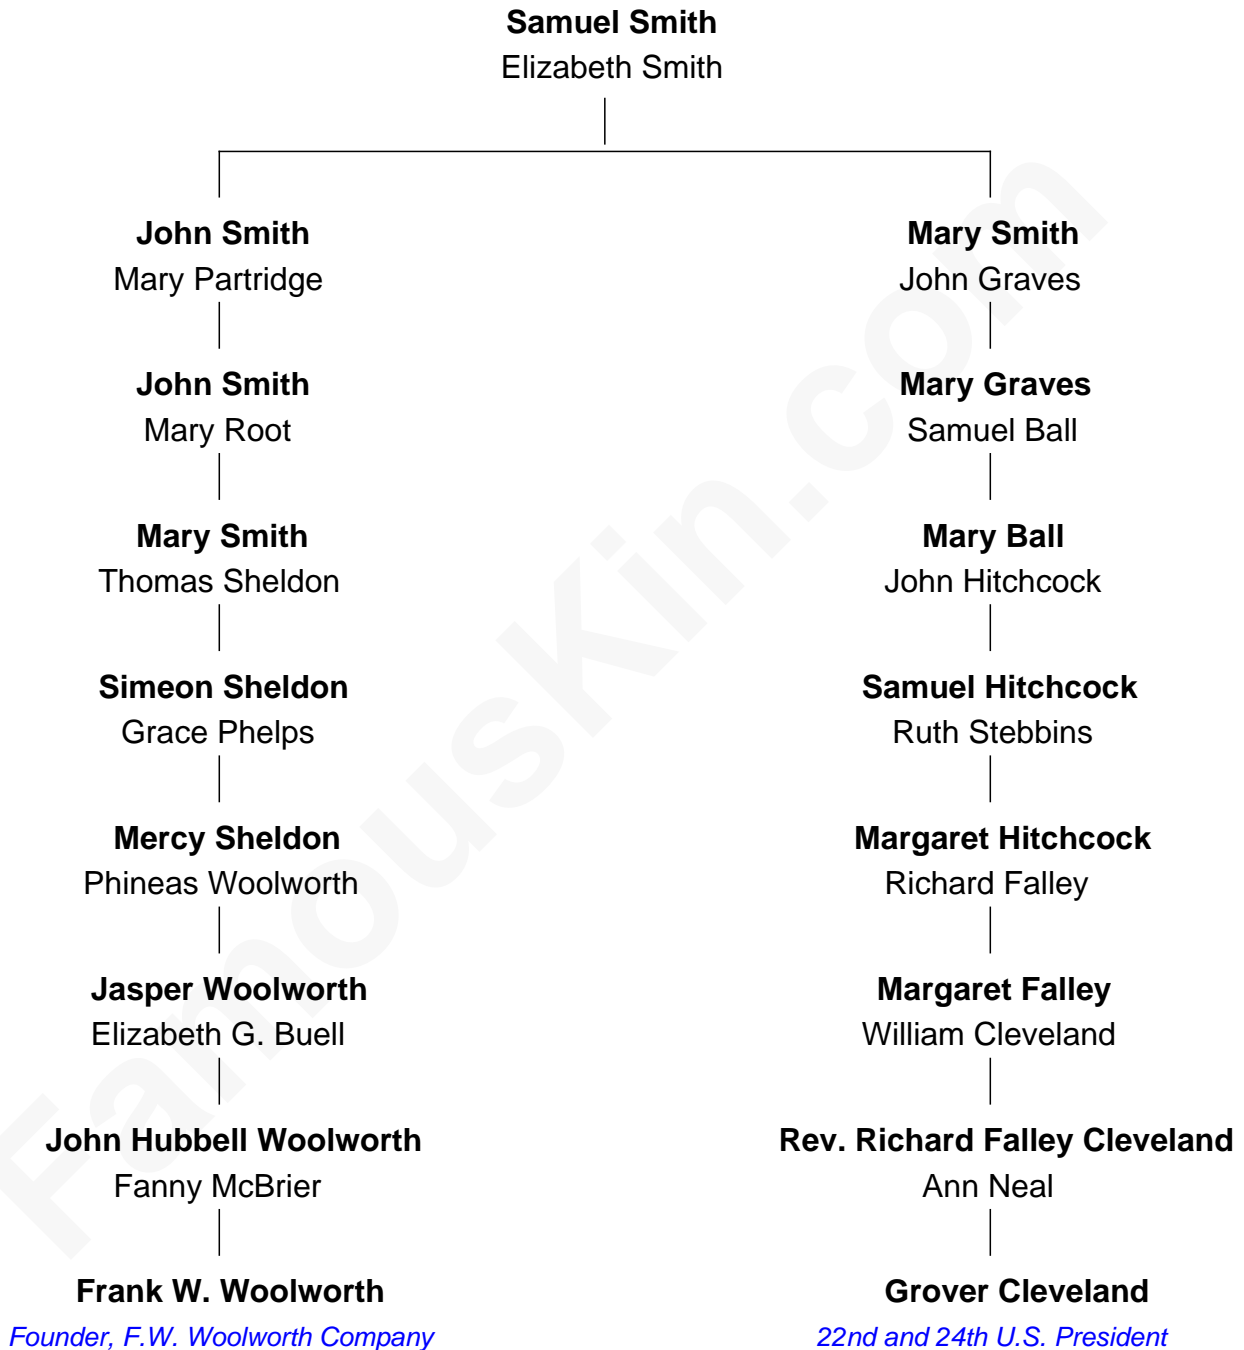 Samuel Smith
Elizabeth Smith
John Smith
Mary Partridge
Mary Smith
John Graves
John Smith
Mary Root
Mary Graves
Samuel Ball
Mary Smith
Thomas Sheldon
Mary Ball
John Hitchcock
Simeon Sheldon
Grace Phelps
Samuel Hitchcock
Ruth Stebbins
Mercy Sheldon
Phineas Woolworth
Margaret Hitchcock
Richard Falley
Jasper Woolworth
Elizabeth G. Buell
Margaret Falley
William Cleveland
John Hubbell Woolworth
Fanny McBrier
Rev. Richard Falley Cleveland
Ann Neal
Frank W. Woolworth
Founder, F.W. Woolworth Company
Grover Cleveland
22nd and 24th U.S. President
FamousKin.com